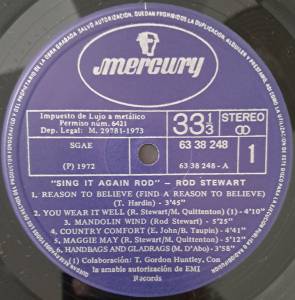 PROHIBIDOS QUEDAN
mercury
Impuesto de Lujo a metálico
Permiso núm. 6421
Dep. Legal: M. 29781-1973
33 1/3
STEREO
63 38 248
SGAE
(P) 1972
63 38 248 - A
1
"SING IT AGAIN ROD" - ROD STEWART
1. REASON TO BELIEVE (FIND A REASON TO BELIEVE)
(T. Hardin) - 3'45"
2. YOU WEAR IT WELL (R. Stewart/M. Quittenton) (1) - 4'10"
3. MANDOLIN WIND (Rod Stewart) - 5'25"
4. COUNTRY COMFORT (E. John/B. Taupin) - 4'41"
5. MAGGIE MAY (R. Stewart/M. Quittenton) - 5'12"
6. HANDBAGS AND GLADRAGS (M. D'Abo) - 3'58"
(1) Colaboración: T. Gordon Huntley, Con
la amable autorización de EMI
Records